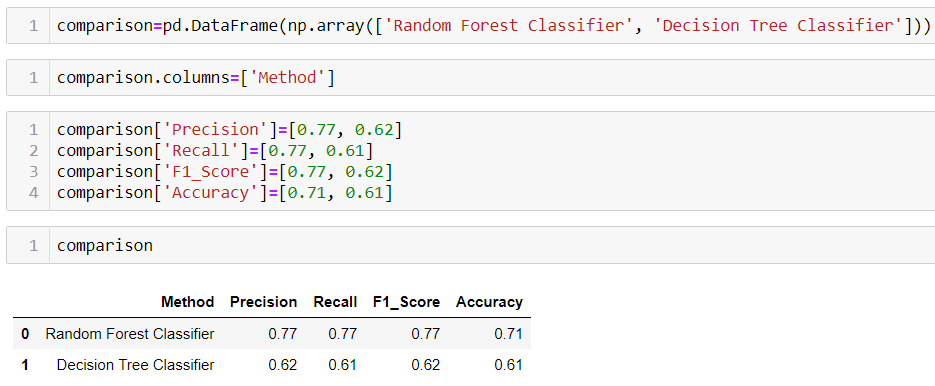 1 comparison=pd.DataFrame(np.array(['Random Forest Classifier', 'Decision Tree Classifier']))
1 comparison.columns=['Method']
1 comparison['Precision']=[0.77, 0.62]
2 comparison['Recall']=[0.77, 0.61]
3 comparison['F1_Score']=[0.77, 0.62]
4 comparison['Accuracy']=[0.71, 0.61]
1 comparison
Method Precision Recall F1_Score Accuracy
0 Random Forest Classifier 0.77 0.77 0.77 0.71
1 Decision Tree Classifier 0.62 0.61 0.62 0.61